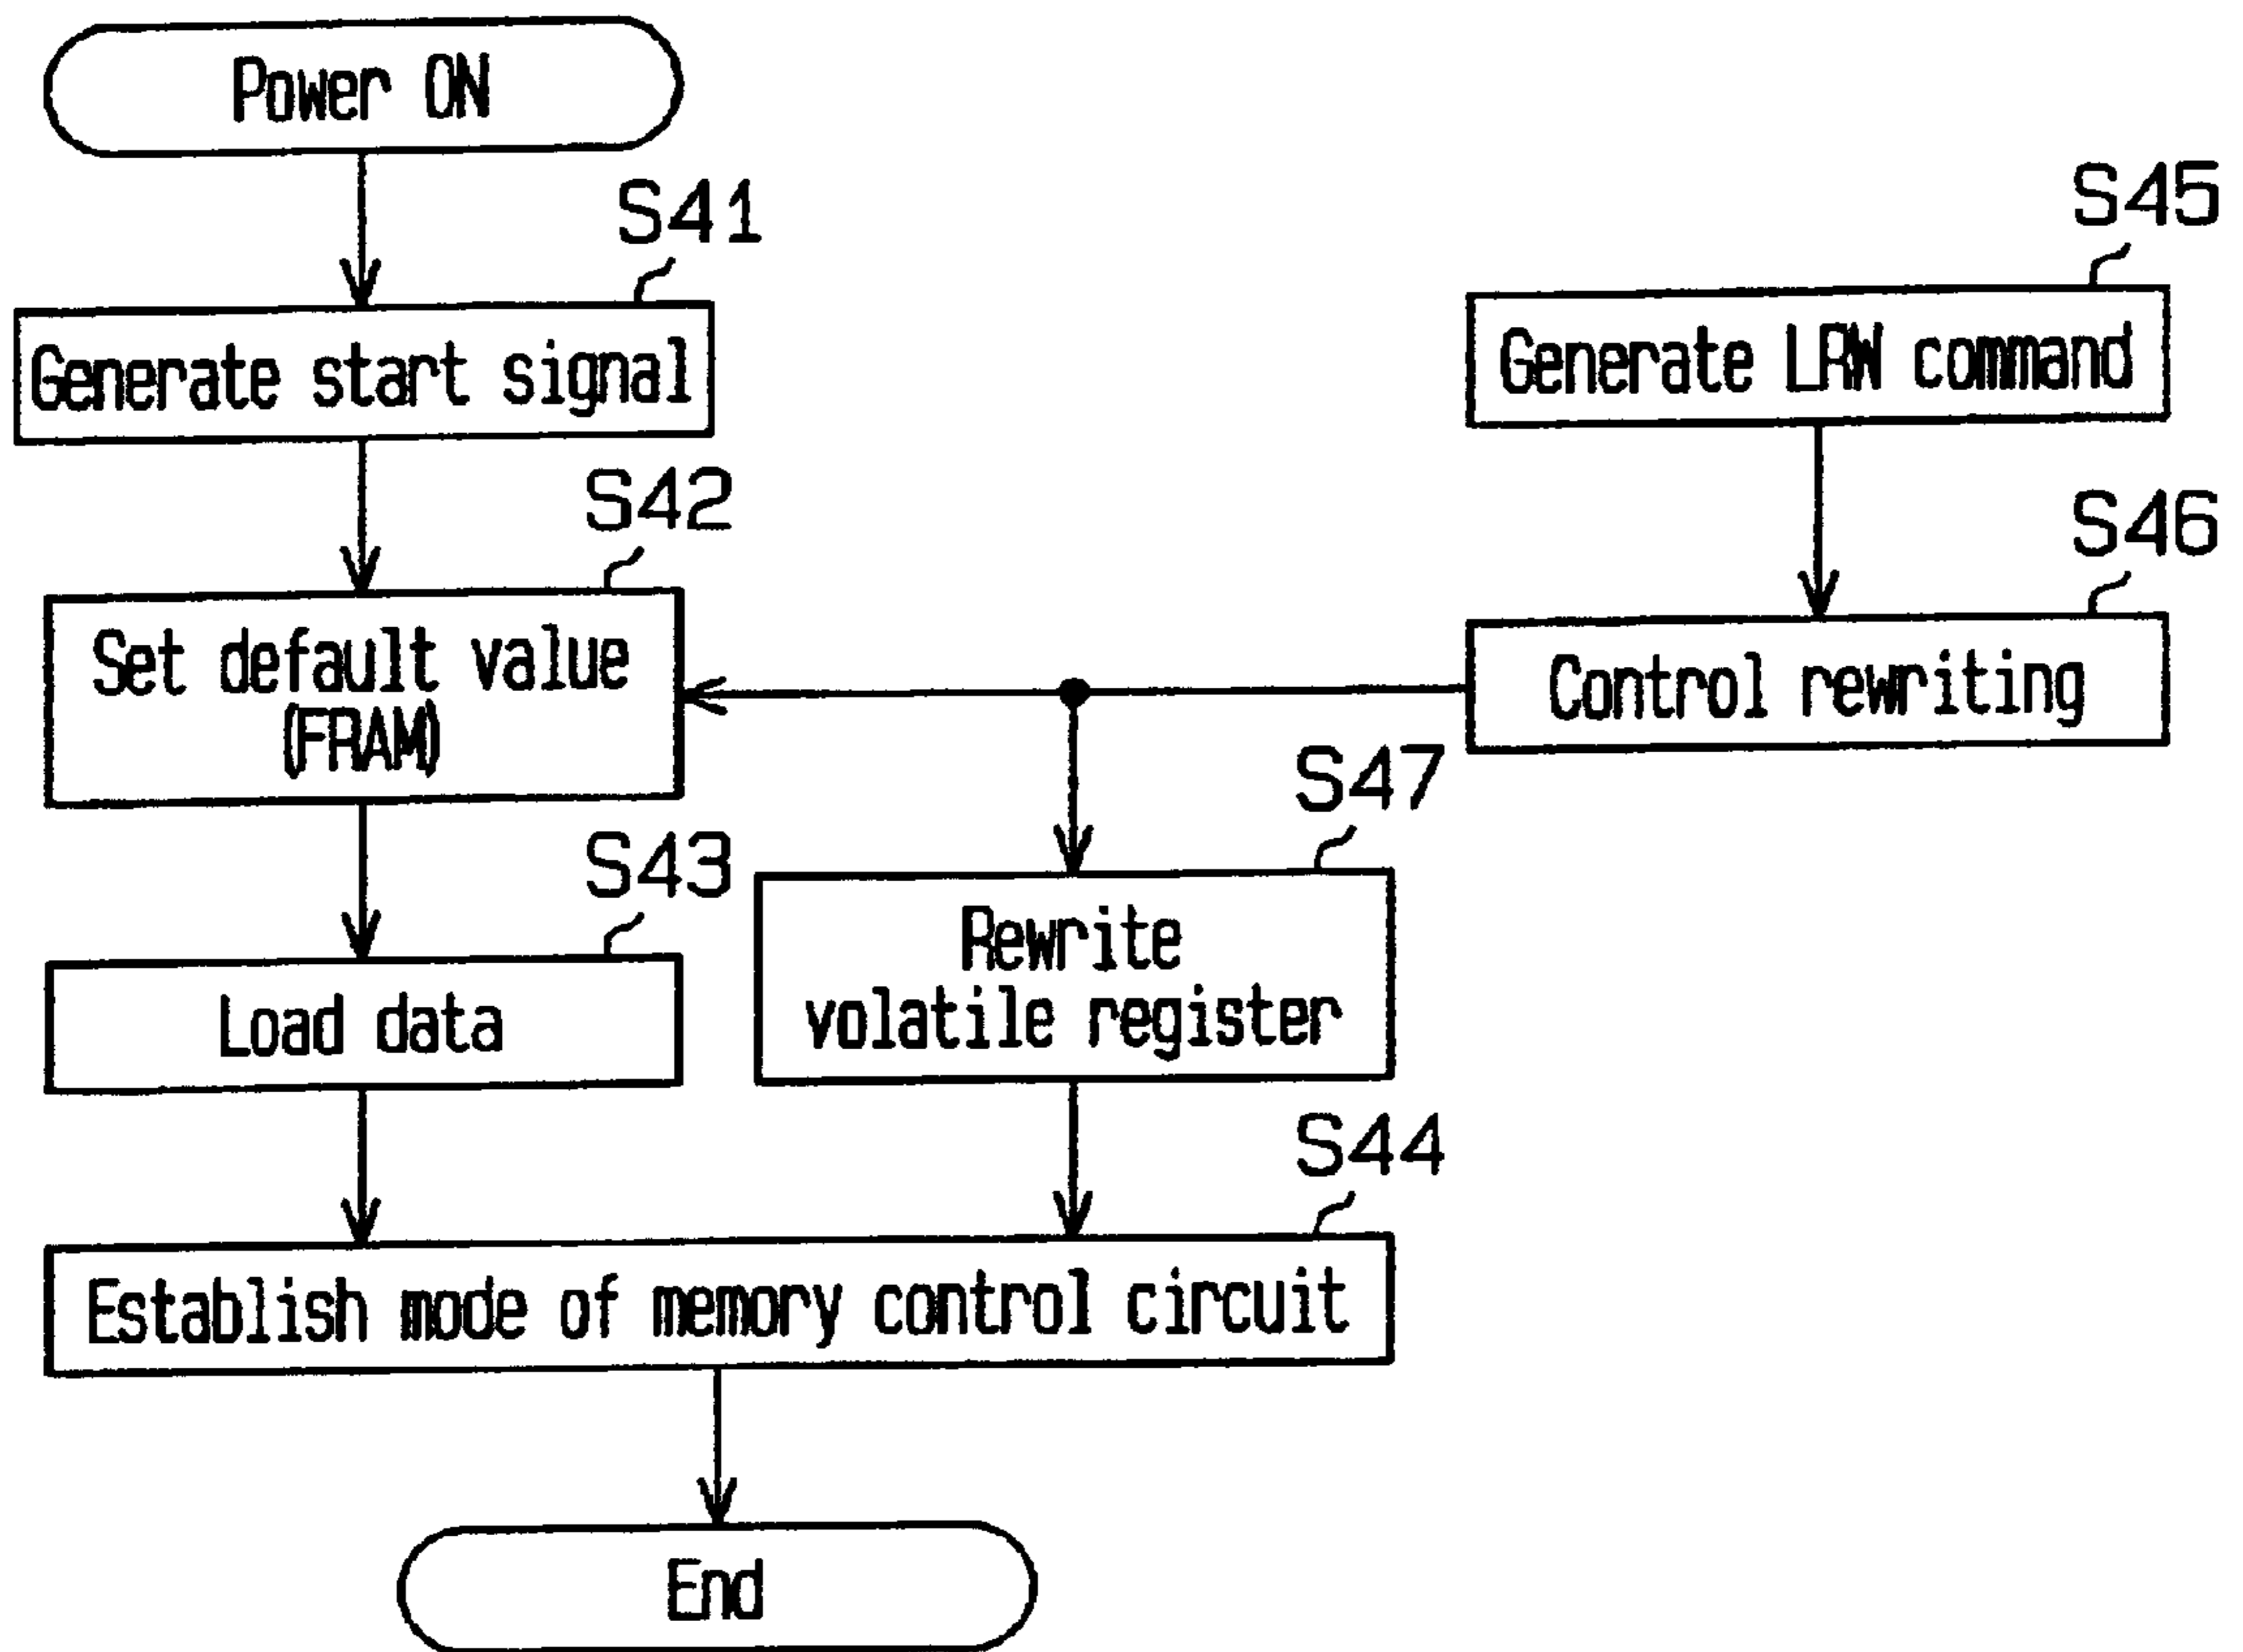 Power ON
S41
Generate start signal
S42
Set default value
(FRAM)
S43
Load data
S45
Generate LRW command
S46
Control rewriting
S47
Rewrite
volatile register
S44
Establish mode of memory control circuit
End